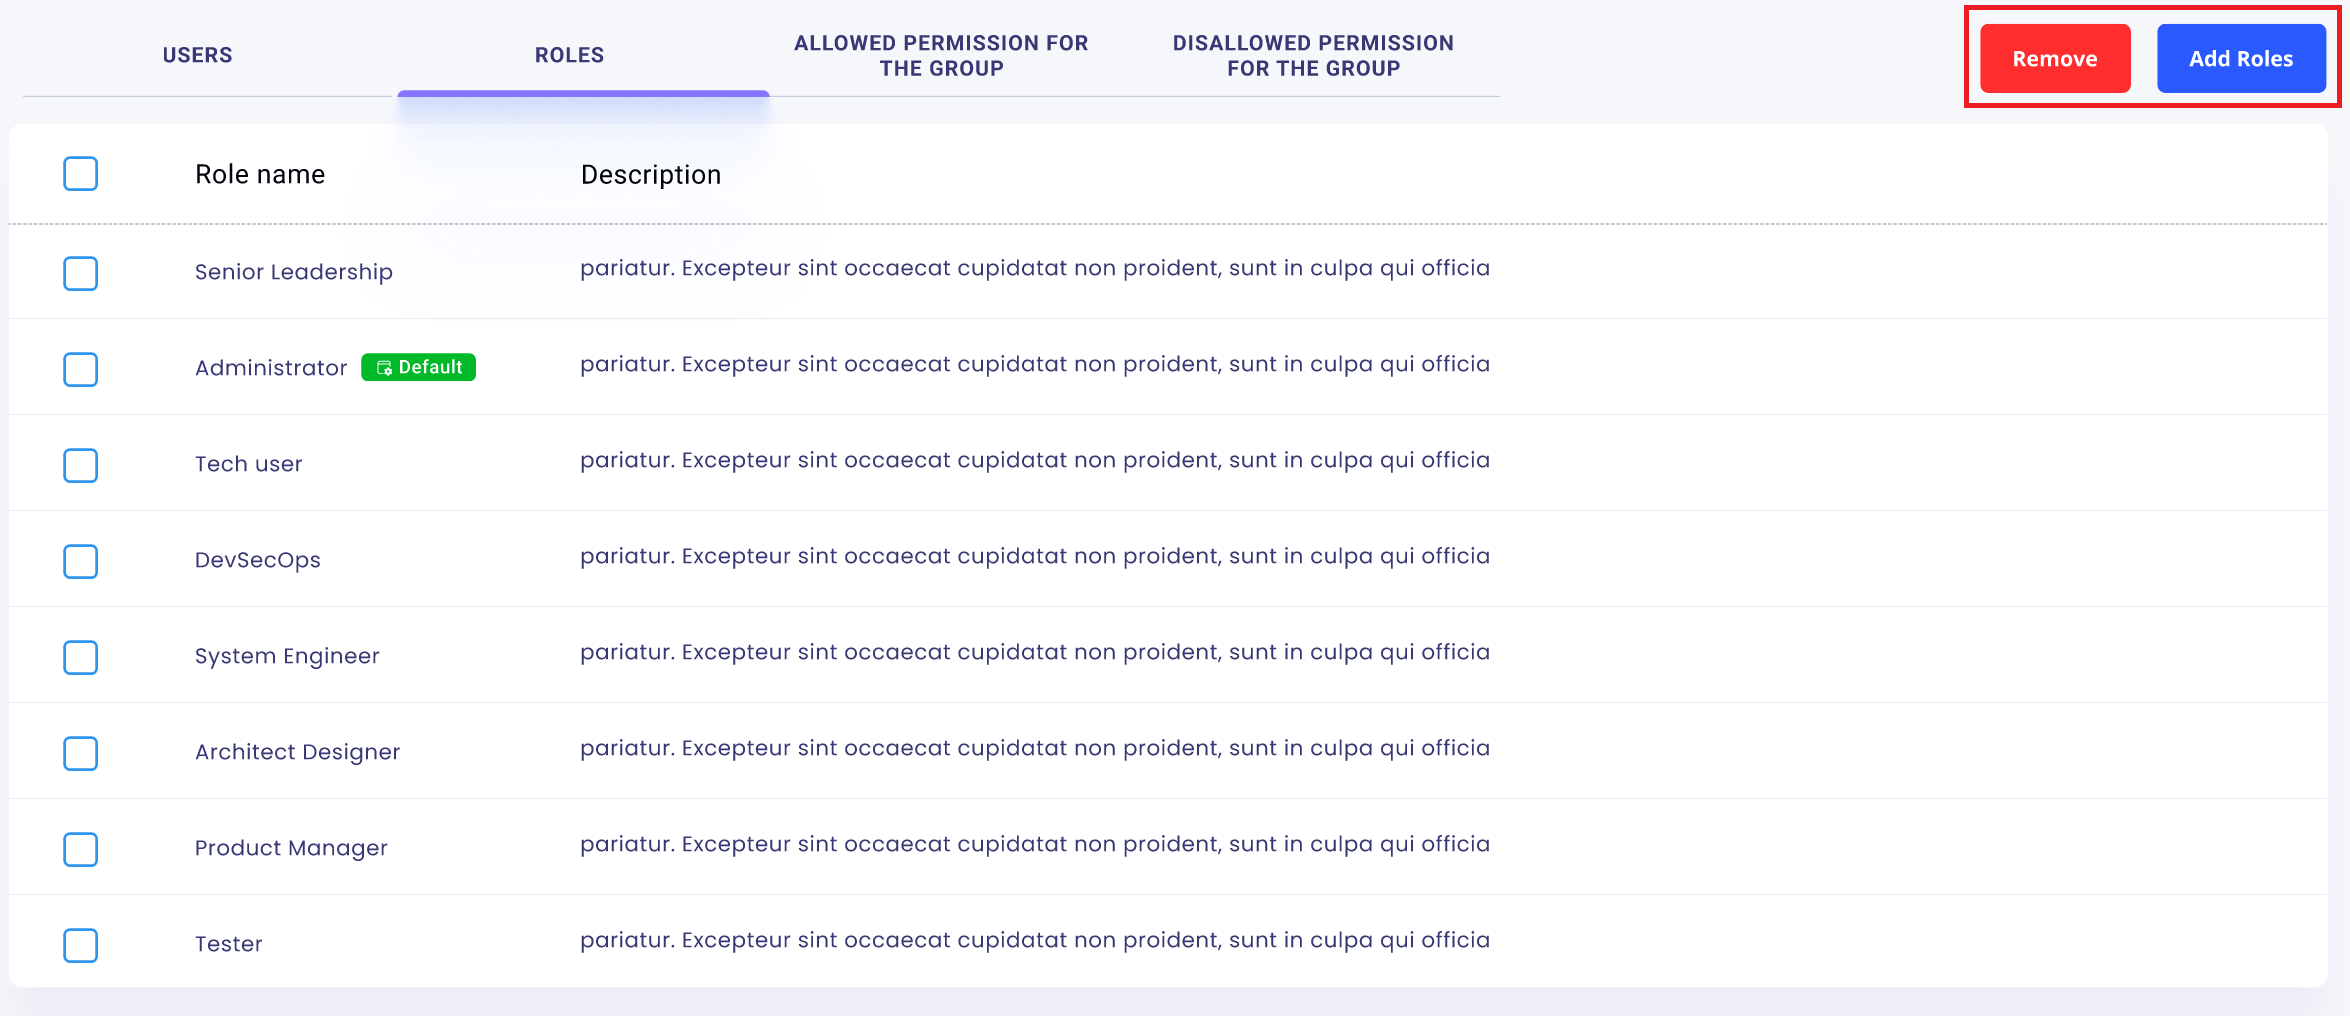 USERS
ROLES
ALLOWED PERMISSION FOR
THE GROUP
DISALLOWED PERMISSION
FOR THE GROUP
Remove
Add Roles
Role name
Description
Senior Leadership
pariatur. Excepteur sint occaecat cupidatat non proident, sunt in culpa qui officia
Administrator
Default
pariatur. Excepteur sint occaecat cupidatat non proident, sunt in culpa qui officia
Tech user
pariatur. Excepteur sint occaecat cupidatat non proident, sunt in culpa qui officia
DevSecOps
pariatur. Excepteur sint occaecat cupidatat non proident, sunt in culpa qui officia
System Engineer
pariatur. Excepteur sint occaecat cupidatat non proident, sunt in culpa qui officia
Architect Designer
pariatur. Excepteur sint occaecat cupidatat non proident, sunt in culpa qui officia
Product Manager
pariatur. Excepteur sint occaecat cupidatat non proident, sunt in culpa qui officia
Tester
pariatur. Excepteur sint occaecat cupidatat non proident, sunt in culpa qui officia